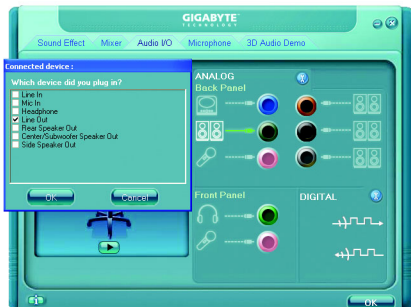 GIGABYTE
TECHNOLOGY
Sound Effect Mixer Audio I/O Microphone 3D Audio Demo
Connected device :
Which device did you plug in?
Line In
Mic In
Headphone
Line Out
Rear Speaker Out
Center/Subwoofer Speaker Out
Side Speaker Out
OK Cancel
ANALOG
Back Panel
Front Panel
DIGITAL
OK